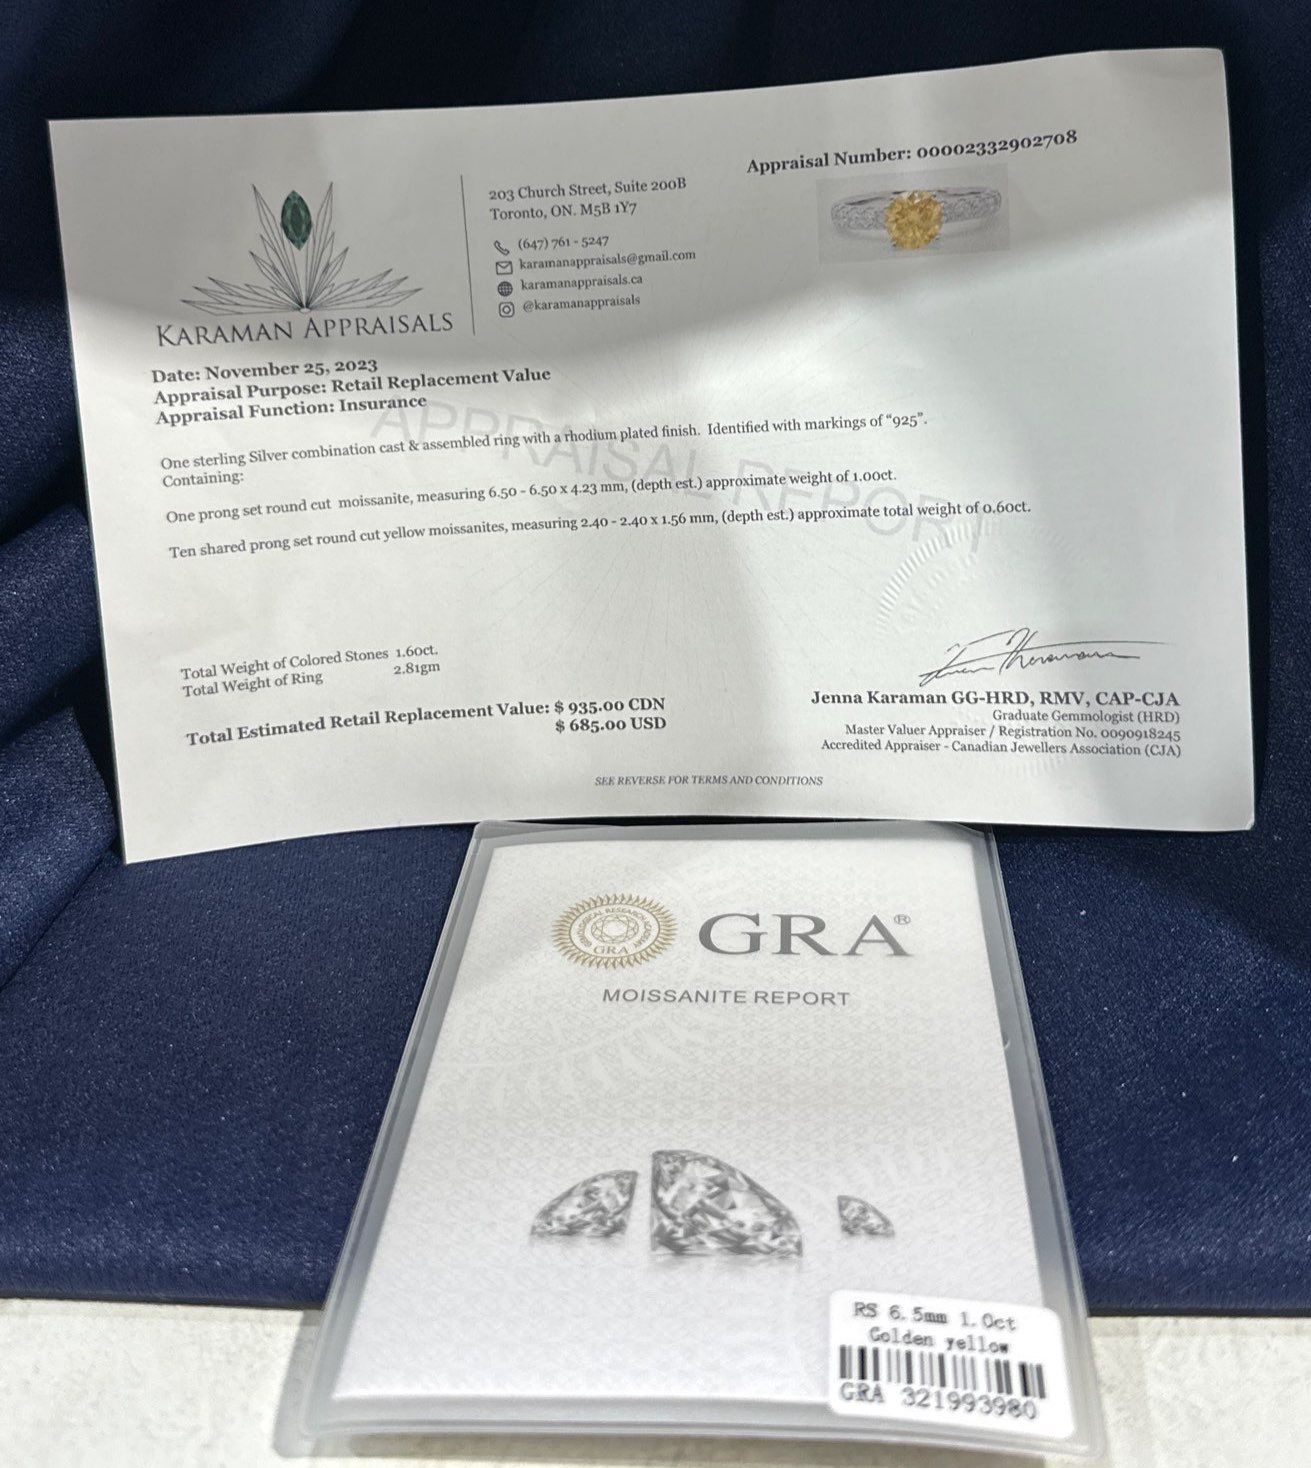 Appraisal Number: 00002332902708
203 Church Street, Suite 200B
Toronto, ON. M5B 1Y7
(647) 761 - 5247
karamanappraisals@gmail.com
karamanappraisals.ca
@karamanappraisals
KARAMAN APPRAISALS
Date: November 25, 2023
Appraisal Purpose: Retail Replacement Value
Appraisal Function: Insurance
APPRAISAL REPORT
One sterling Silver combination cast & assembled ring with a rhodium plated finish. Identified with markings of “925”.
Containing:
One prong set round cut moissanite, measuring 6.50 - 6.50 x 4.23 mm, (depth est.) approximate weight of 1.00ct.
Ten shared prong set round cut yellow moissanites, measuring 2.40 - 2.40 x 1.56 mm, (depth est.) approximate total weight of 0.60ct.
Total Weight of Colored Stones 1.60ct.
Total Weight of Ring 2.81gm
Total Estimated Retail Replacement Value: $ 935.00 CDN
$ 685.00 USD
Jenna Karaman GG-HRD, RMV, CAP-CJA
Graduate Gemmologist (HRD)
Master Valuer Appraiser / Registration No. 0090918245
Accredited Appraiser - Canadian Jewellers Association (CJA)
SEE REVERSE FOR TERMS AND CONDITIONS
GEMOLOGICAL RESEARCH ACADEMY
GRA
GRA®
MOISSANITE REPORT
RS 6.5mm 1.0ct
Golden yellow
GRA 321993980